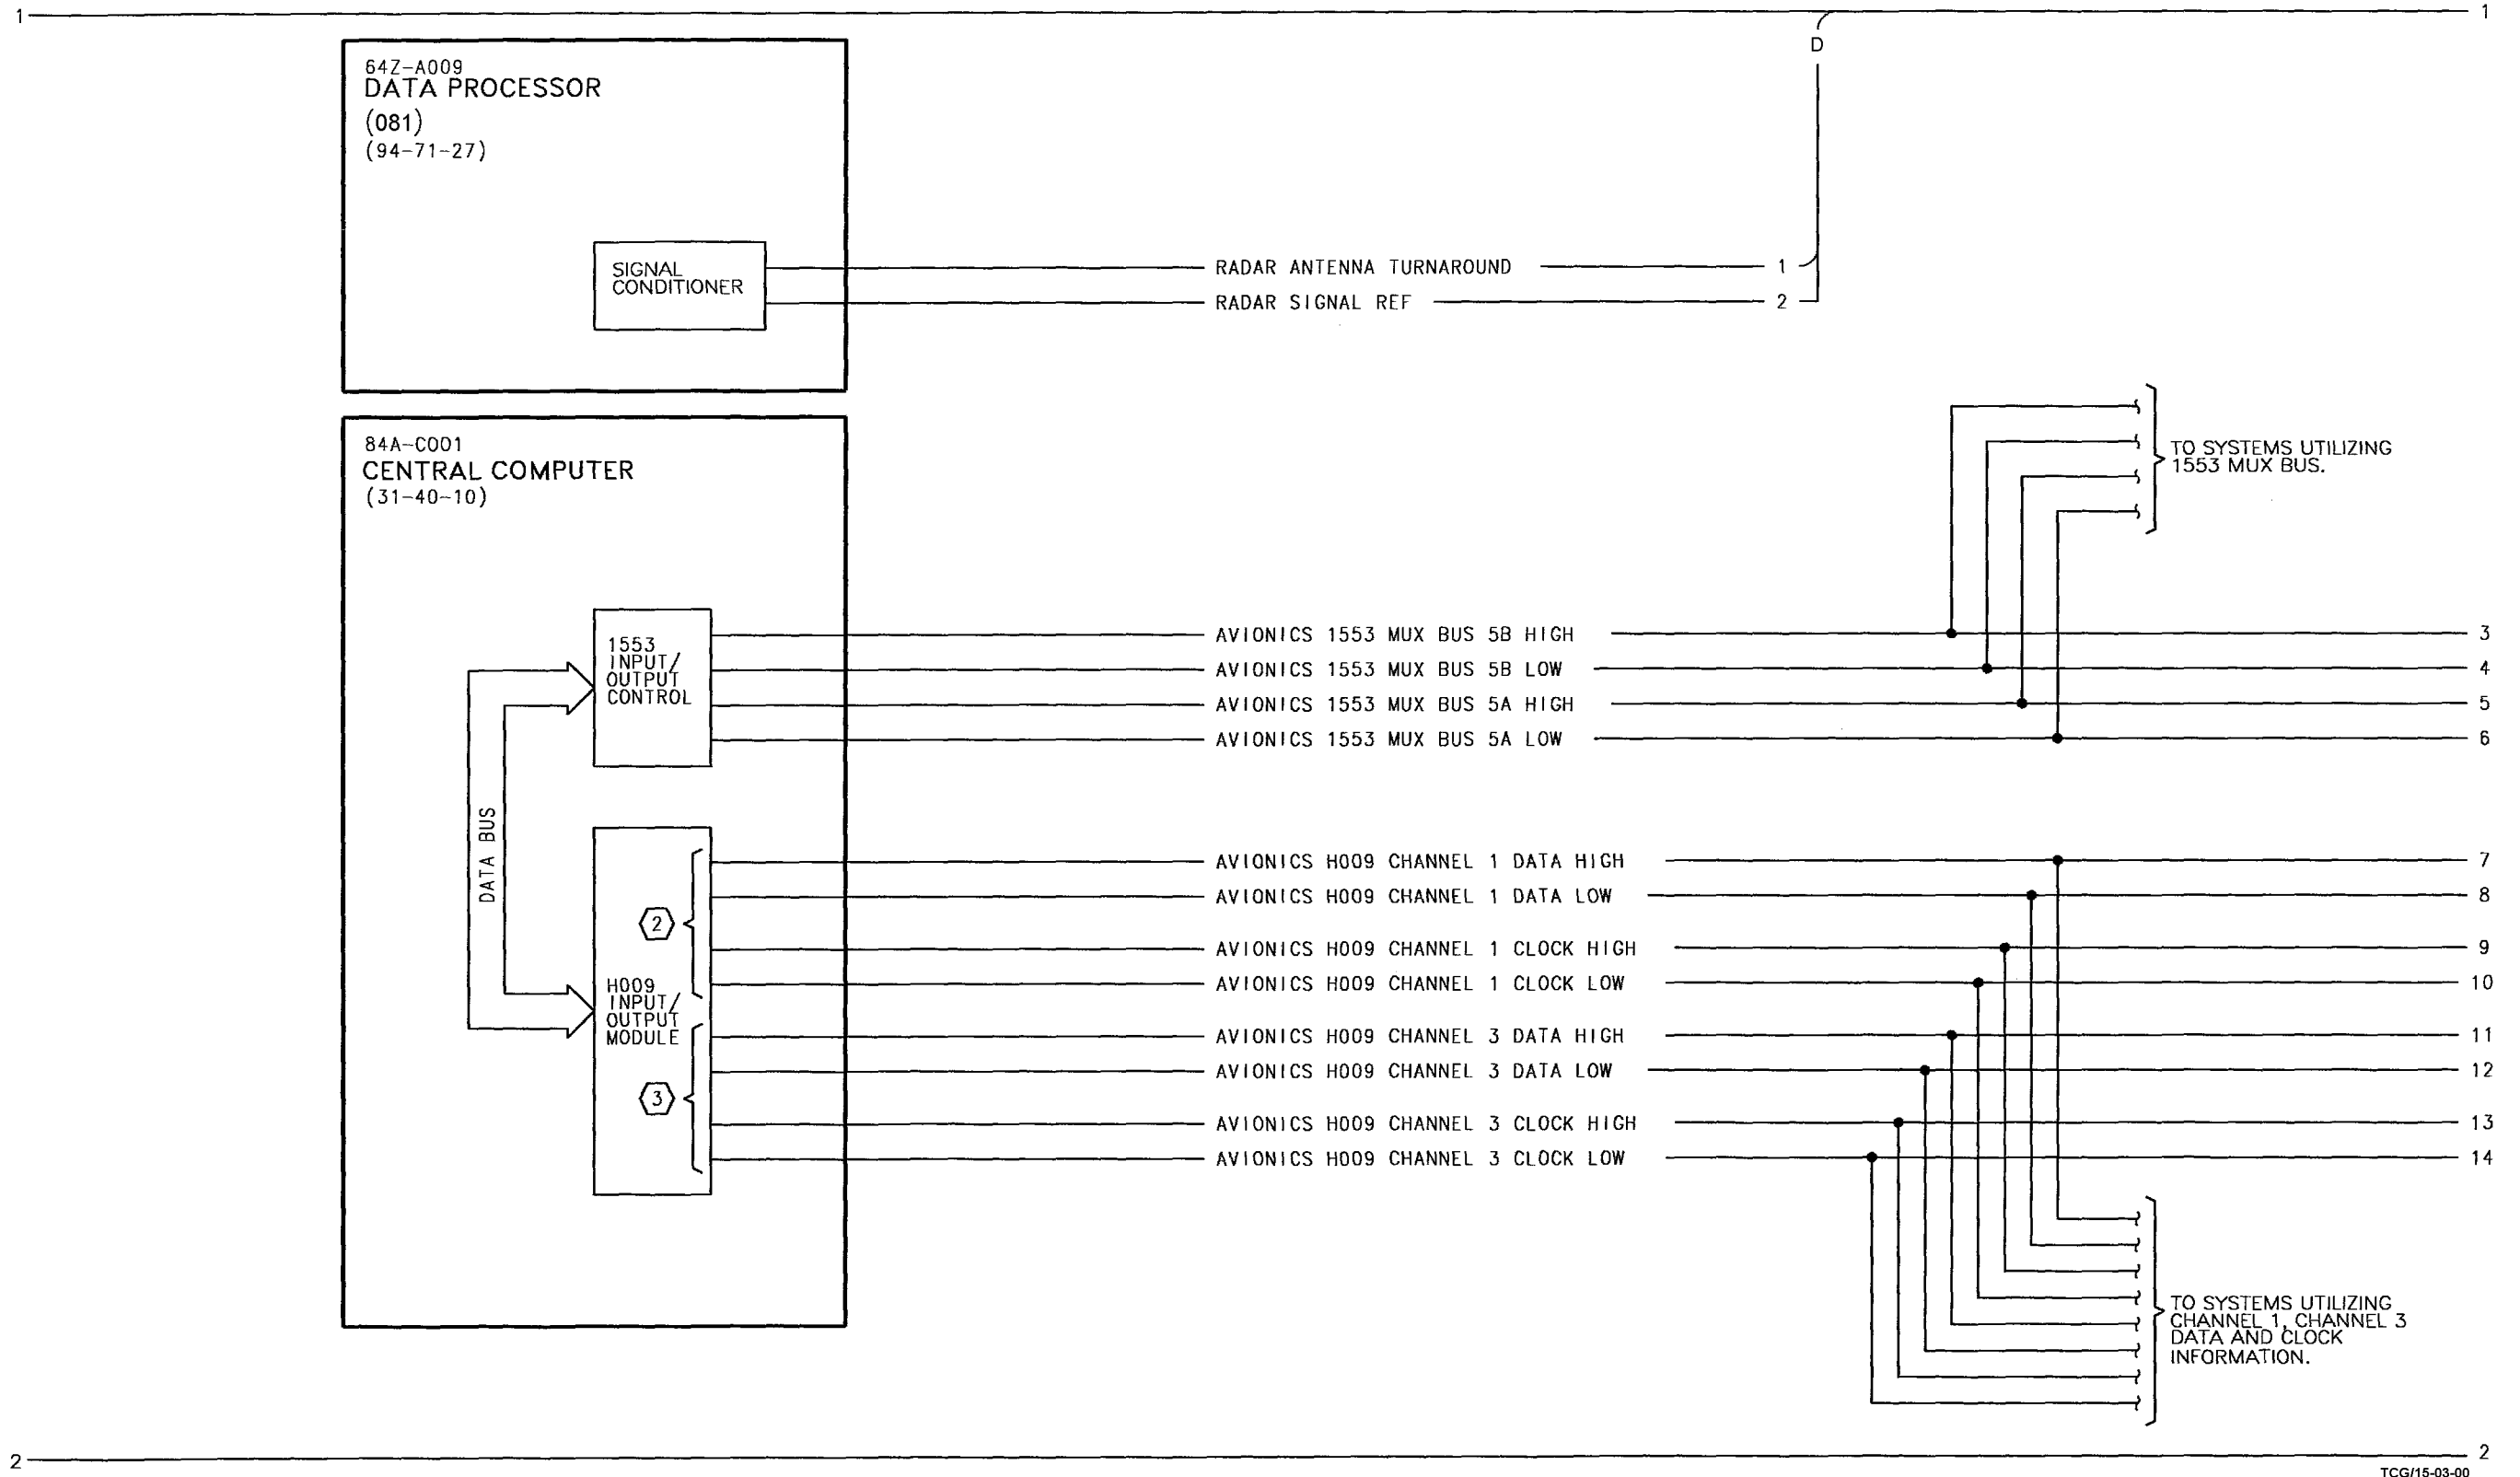 1
1
D
64Z-A009
DATA PROCESSOR
(081)
(94-71-27)
SIGNAL
CONDITIONER
RADAR ANTENNA TURNAROUND
1
RADAR SIGNAL REF
2
84A-C001
CENTRAL COMPUTER
(31-40-10)
TO SYSTEMS UTILIZING
1553 MUX BUS.
1553
INPUT/
OUTPUT
CONTROL
AVIONICS 1553 MUX BUS 5B HIGH
3
AVIONICS 1553 MUX BUS 5B LOW
4
AVIONICS 1553 MUX BUS 5A HIGH
5
AVIONICS 1553 MUX BUS 5A LOW
6
DATA BUS
2
H009
INPUT/
OUTPUT
MODULE
3
AVIONICS H009 CHANNEL 1 DATA HIGH
7
AVIONICS H009 CHANNEL 1 DATA LOW
8
AVIONICS H009 CHANNEL 1 CLOCK HIGH
9
AVIONICS H009 CHANNEL 1 CLOCK LOW
10
AVIONICS H009 CHANNEL 3 DATA HIGH
11
AVIONICS H009 CHANNEL 3 DATA LOW
12
AVIONICS H009 CHANNEL 3 CLOCK HIGH
13
AVIONICS H009 CHANNEL 3 CLOCK LOW
14
TO SYSTEMS UTILIZING
CHANNEL 1, CHANNEL 3
DATA AND CLOCK
INFORMATION.
2
2
TCG/15-03-00